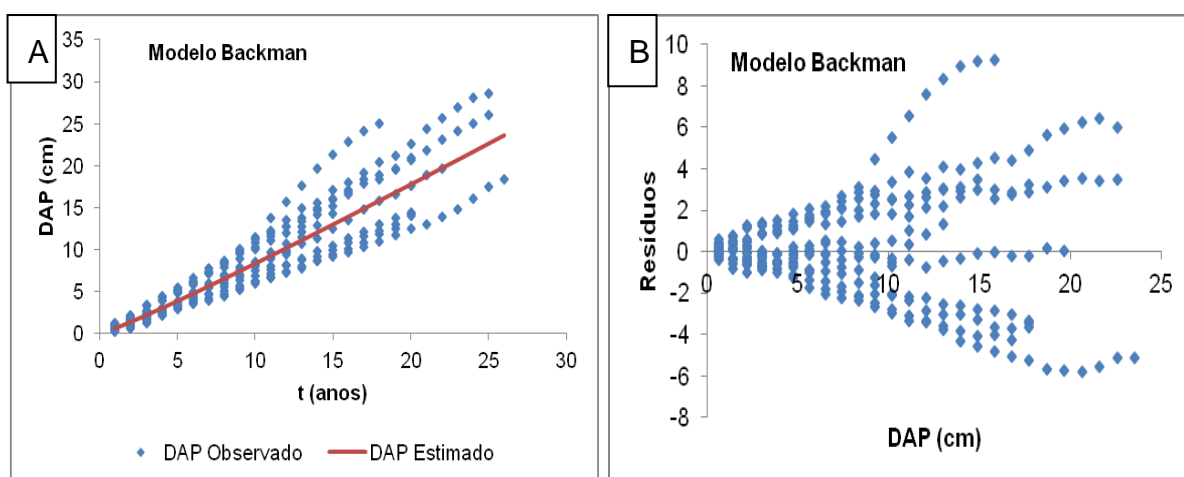 A
Modelo Backman
35
30
25
20
15
10
5
0
DAP (cm)
0 5 10 15 20 25 30
t (anos)
DAP Observado DAP Estimado
B
Modelo Backman
10
8
6
4
2
0
-2
-4
-6
-8
Resíduos
0 5 10 15 20 25
DAP (cm)